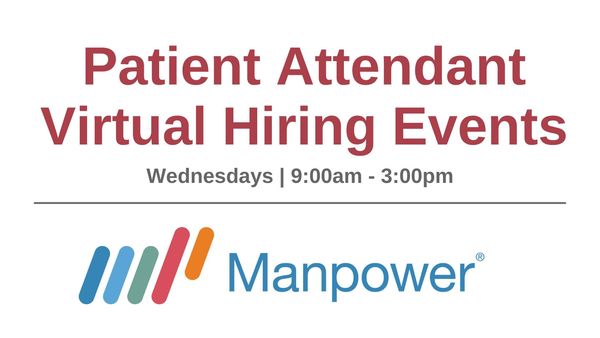 Patient Attendant
Virtual Hiring Events
Wednesdays | 9:00am - 3:00pm
Manpower®